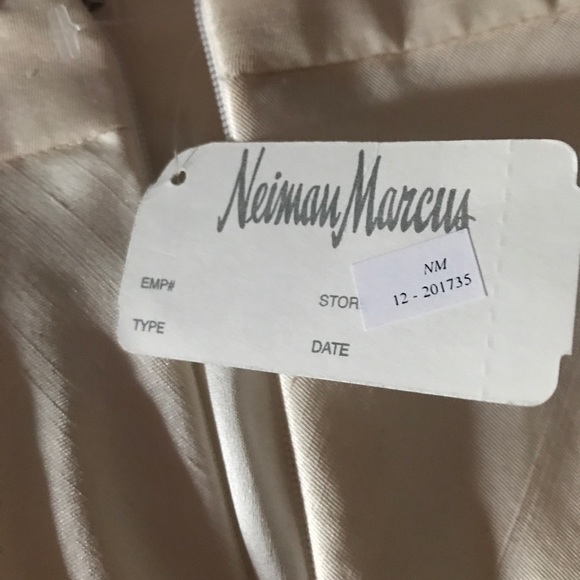 Neiman Marcus
EMP#
STOR
NM
12 - 201735
TYPE
DATE